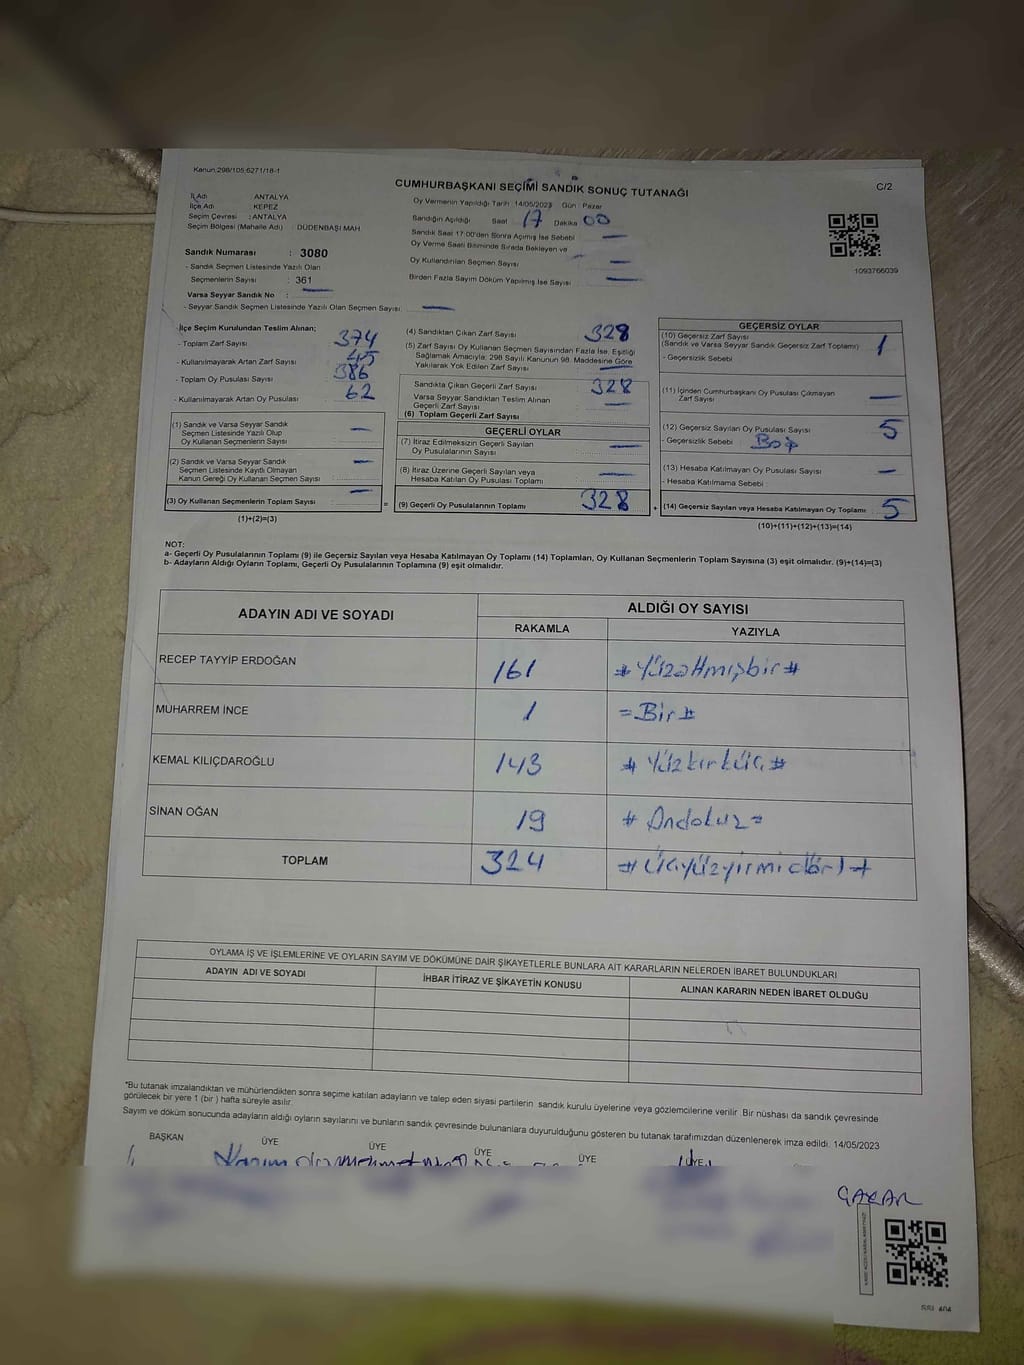 Kanun:298/105;6271/18-1
CUMHURBAŞKANI SEÇİMİ SANDIK SONUÇ TUTANAĞI
C/2
İl Adı : ANTALYA
İlçe Adı : KEPEZ
Seçim Çevresi : ANTALYA
Seçim Bölgesi (Mahalle Adı) : DÜDENBAŞI MAH
Oy Vermenin Yapıldığı Tarih: 14/05/2023 Gün: Pazar
Sandığın Açıldığı Saat 17 Dakika 00
Sandık Saat 17:00'den Sonra Açılmış İse Sebebi —
Oy Verme Saati Bitiminde Sırada Bekleyen ve
Oy Kullandırılan Seçmen Sayısı —
Birden Fazla Sayım Döküm Yapılmış İse Sayısı —
1093766039
Sandık Numarası : 3080
- Sandık Seçmen Listesinde Yazılı Olan
Seçmenlerin Sayısı : 361
Varsa Seyyar Sandık No : —
- Seyyar Sandık Seçmen Listesinde Yazılı Olan Seçmen Sayısı: —
İlçe Seçim Kurulundan Teslim Alınan;
- Toplam Zarf Sayısı 374
- Kullanılmayarak Artan Zarf Sayısı 45
- Toplam Oy Pusulası Sayısı 386
- Kullanılmayarak Artan Oy Pusulası 62
(1) Sandık ve Varsa Seyyar Sandık
Seçmen Listesinde Yazılı Olup
Oy Kullanan Seçmenlerin Sayısı —
(2) Sandık ve Varsa Seyyar Sandık
Seçmen Listesinde Kaydı Olmayan
Kanun Gereği Oy Kullanan Seçmen Sayısı —
(3) Oy Kullanan Seçmenlerin Toplam Sayısı — =
(1)+(2)=(3)
(4) Sandıktan Çıkan Zarf Sayısı 328
(5) Zarf Sayısı Oy Kullanan Seçmen Sayısından Fazla İse, Eşitliği
Sağlamak Amacıyla; 298 Sayılı Kanunun 98. Maddesine Göre
Yakılarak Yok Edilen Zarf Sayısı —
Sandıkta Çıkan Geçerli Zarf Sayısı 328
Varsa Seyyar Sandıktan Teslim Alınan
Geçerli Zarf Sayısı —
(6) Toplam Geçerli Zarf Sayısı
GEÇERLİ OYLAR
(7) İtiraz Edilmeksizin Geçerli Sayılan
Oy Pusulalarının Sayısı —
(8) İtiraz Üzerine Geçerli Sayılan veya
Hesaba Katılan Oy Pusulası Toplamı —
(9) Geçerli Oy Pusulalarının Toplamı 328 +
GEÇERSİZ OYLAR
(10) Geçersiz Zarf Sayısı
(Sandık ve Varsa Seyyar Sandık Geçersiz Zarf Toplamı) 1
- Geçersizlik Sebebi
(11) İçinden Cumhurbaşkanı Oy Pusulası Çıkmayan
Zarf Sayısı —
(12) Geçersiz Sayılan Oy Pusulası Sayısı 5
- Geçersizlik Sebebi Boş
(13) Hesaba Katılmayan Oy Pusulası Sayısı —
- Hesaba Katılmama Sebebi :
(14) Geçersiz Sayılan veya Hesaba Katılmayan Oy Toplamı 5
(10)+(11)+(12)+(13)=(14)
NOT:
a- Geçerli Oy Pusulalarının Toplamı (9) ile Geçersiz Sayılan veya Hesaba Katılmayan Oy Toplamı (14) Toplamları, Oy Kullanan Seçmenlerin Toplam Sayısına (3) eşit olmalıdır. (9)+(14)=(3)
b- Adayların Aldığı Oyların Toplamı, Geçerli Oy Pusulalarının Toplamına (9) eşit olmalıdır.
ADAYIN ADI VE SOYADI ALDIĞI OY SAYISI
RAKAMLA YAZIYLA
RECEP TAYYİP ERDOĞAN 161 # Yüzaltmışbir #
MUHARREM İNCE 1 = Bir #
KEMAL KILIÇDAROĞLU 143 # Yüzkırküç #
SİNAN OĞAN 19 # Ondokuz =
TOPLAM 324 # Üçyüzyirmidört #
OYLAMA İŞ VE İŞLEMLERİNE VE OYLARIN SAYIM VE DÖKÜMÜNE DAİR ŞİKAYETLERLE BUNLARA AİT KARARLARIN NELERDEN İBARET BULUNDUKLARI
ADAYIN ADI VE SOYADI İHBAR İTİRAZ VE ŞİKAYETİN KONUSU ALINAN KARARIN NEDEN İBARET OLDUĞU
*Bu tutanak imzalandıktan ve mühürlendikten sonra seçime katılan adayların ve talep eden siyasi partilerin sandık kurulu üyelerine veya gözlemcilerine verilir. Bir nüshası da sandık çevresinde
görülecek bir yere 1 (bir) hafta süreyle asılır.
Sayım ve döküm sonucunda adayların aldığı oyların sayılarını ve bunların sandık çevresinde bulunanlara duyurulduğunu gösteren bu tutanak tarafımızdan düzenlenerek imza edildi. 14/05/2023
BAŞKAN ÜYE ÜYE ÜYE ÜYE ÜYE